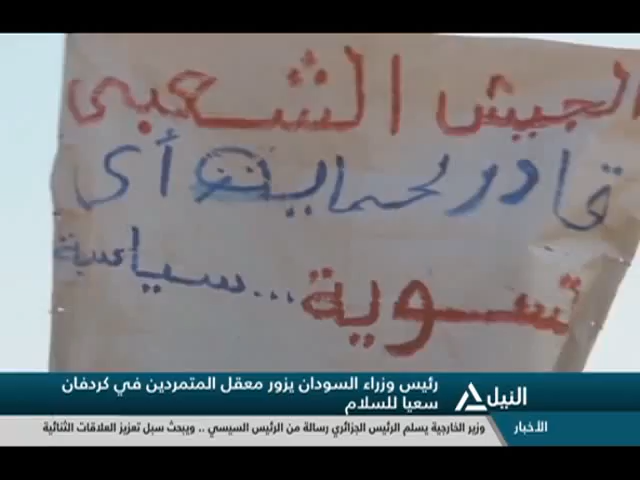 الجيش الشعبى
قادر لحماية أى
تسوية...سياسية
رئيس وزراء السودان يزور معقل المتمردين في كردفان
سعيا للسلام
النيل
الأخبار
وزير الخارجية يسلم الرئيس الجزائري رسالة من الرئيس السيسي .. ويبحث سبل تعزيز العلاقات الثنائية